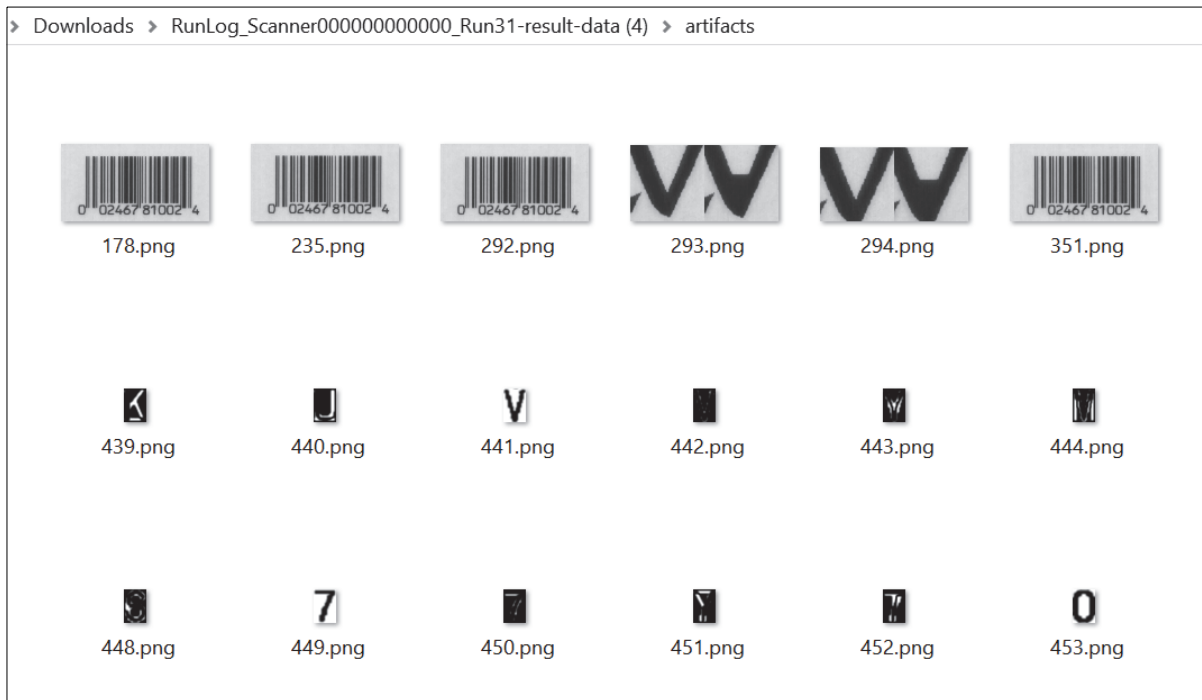 Downloads > RunLog_Scanner000000000000_Run31-result-data (4) > artifacts
0 02467 81002 4 0 02467 81002 4 0 02467 81002 4 V V V V 0 02467 81002 4
178.png 235.png 292.png 293.png 294.png 351.png
J V
439.png 440.png 441.png 442.png 443.png 444.png
7 0
448.png 449.png 450.png 451.png 452.png 453.png